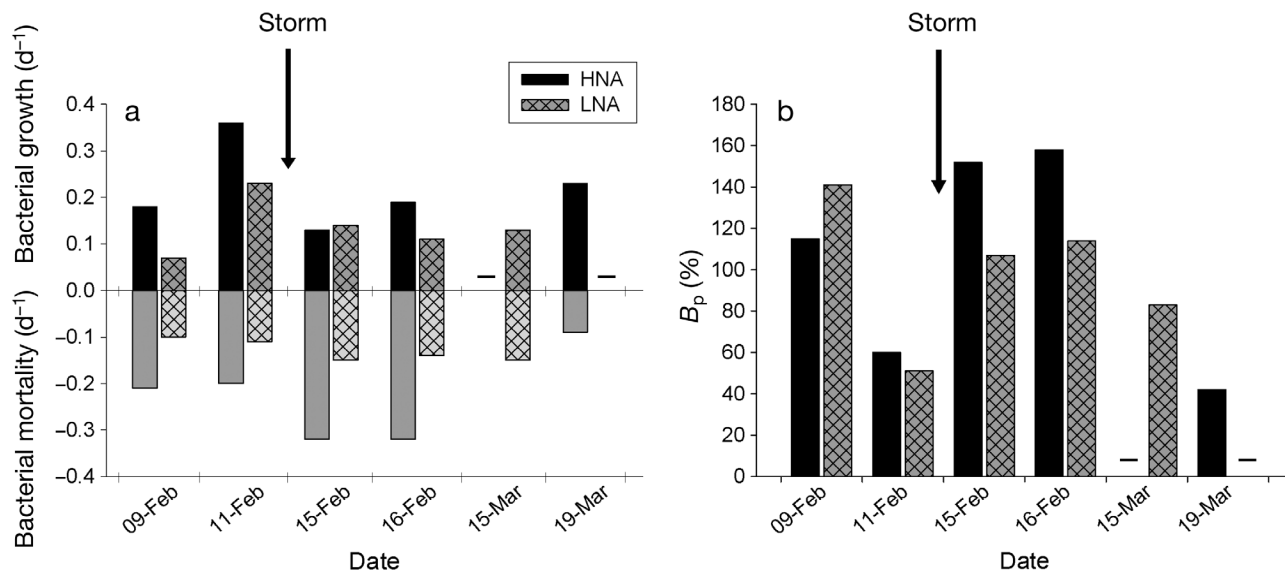 Storm
Storm
HNA
LNA
a
b
Bacterial growth (d⁻¹)
Bacterial mortality (d⁻¹)
0.4
0.3
0.2
0.1
0.0
−0.1
−0.2
−0.3
−0.4
09-Feb
11-Feb
15-Feb
16-Feb
15-Mar
19-Mar
Date
Bp (%)
180
160
140
120
100
80
60
40
20
0
09-Feb
11-Feb
15-Feb
16-Feb
15-Mar
19-Mar
Date